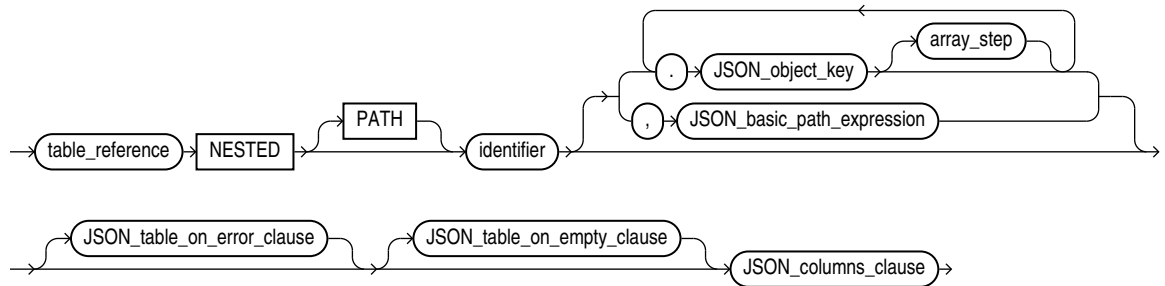 array_step
. JSON_object_key
PATH , JSON_basic_path_expression
table_reference NESTED identifier
JSON_table_on_error_clause JSON_table_on_empty_clause
JSON_columns_clause